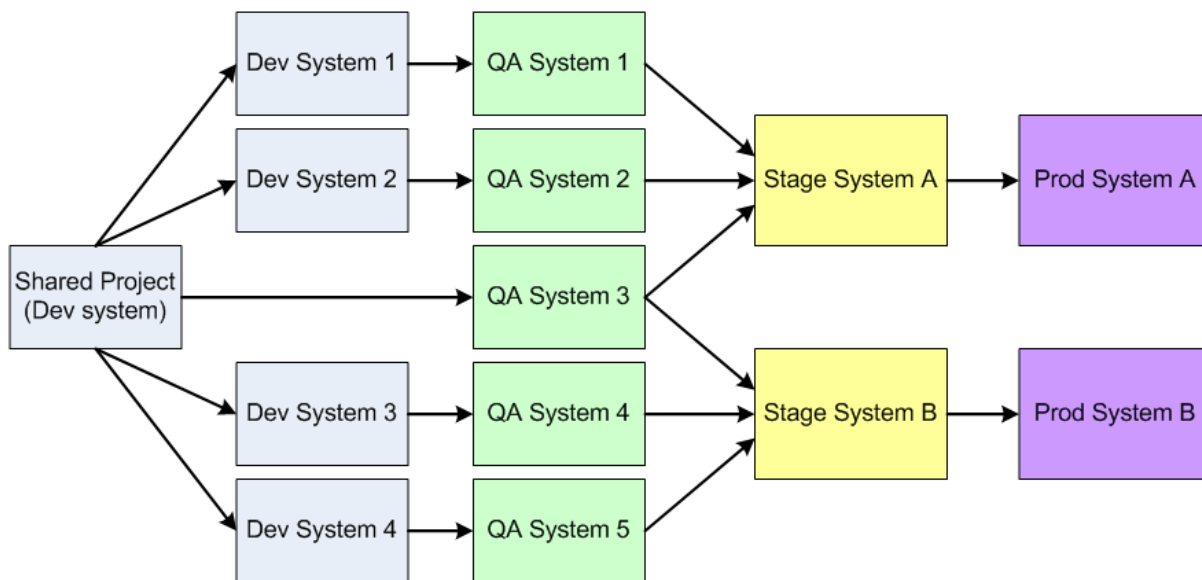 Dev System 1
QA System 1
Dev System 2
QA System 2
Stage System A
Prod System A
Shared Project
(Dev system)
QA System 3
Dev System 3
QA System 4
Stage System B
Prod System B
Dev System 4
QA System 5